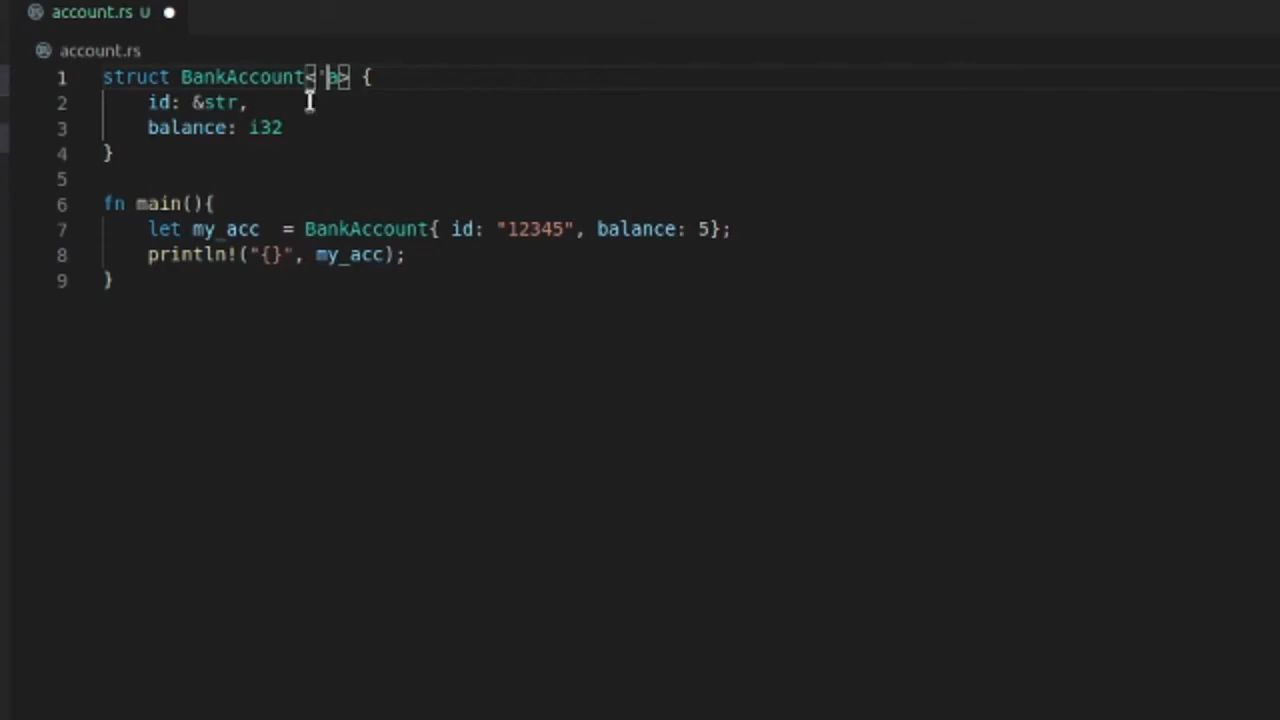 account.rs U
account.rs
1 struct BankAccount<'a> {
2 id: &str,
3 balance: i32
4 }
5
6 fn main(){
7 let my_acc  = BankAccount{ id: "12345", balance: 5};
8 println!("{}", my_acc);
9 }